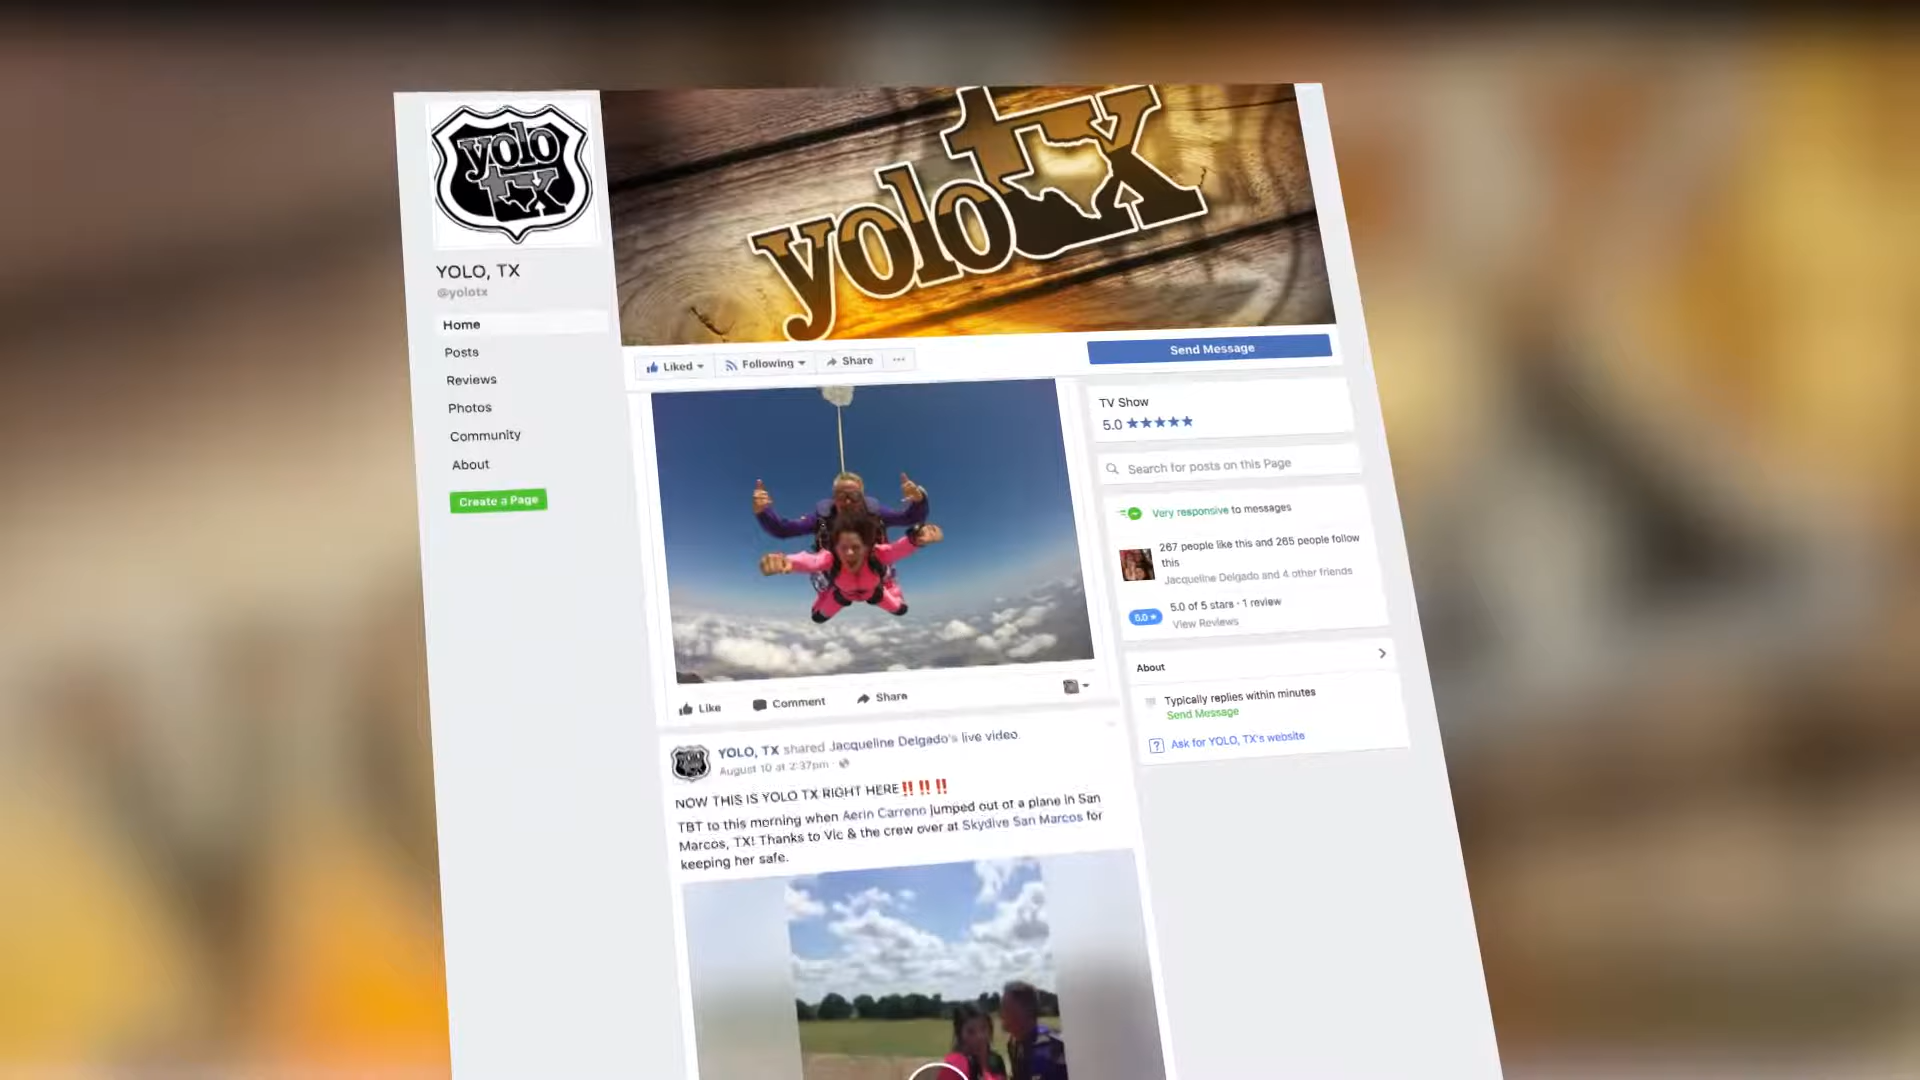 yolo
tx
YOLO, TX
@yolotx
Home
Posts
Reviews
Photos
Community
About
Create a Page
yolotx
Liked
Following
Share
Send Message
Like
Comment
Share
YOLO, TX shared Jacqueline Delgado's live video.
August 10 at 2:37pm ·
NOW THIS IS YOLO TX RIGHT HERE‼️‼️‼️
TBT to this morning when Aerin Carreno jumped out of a plane in San
Marcos, TX! Thanks to Vic & the crew over at Skydive San Marcos for
keeping her safe.
TV Show
5.0 ★★★★★
Search for posts on this Page
Very responsive to messages
267 people like this and 265 people follow
this
Jacqueline Delgado and 4 other friends
5.0 ★
5.0 of 5 stars · 1 review
View Reviews
About
Typically replies within minutes
Send Message
? Ask for YOLO, TX's website